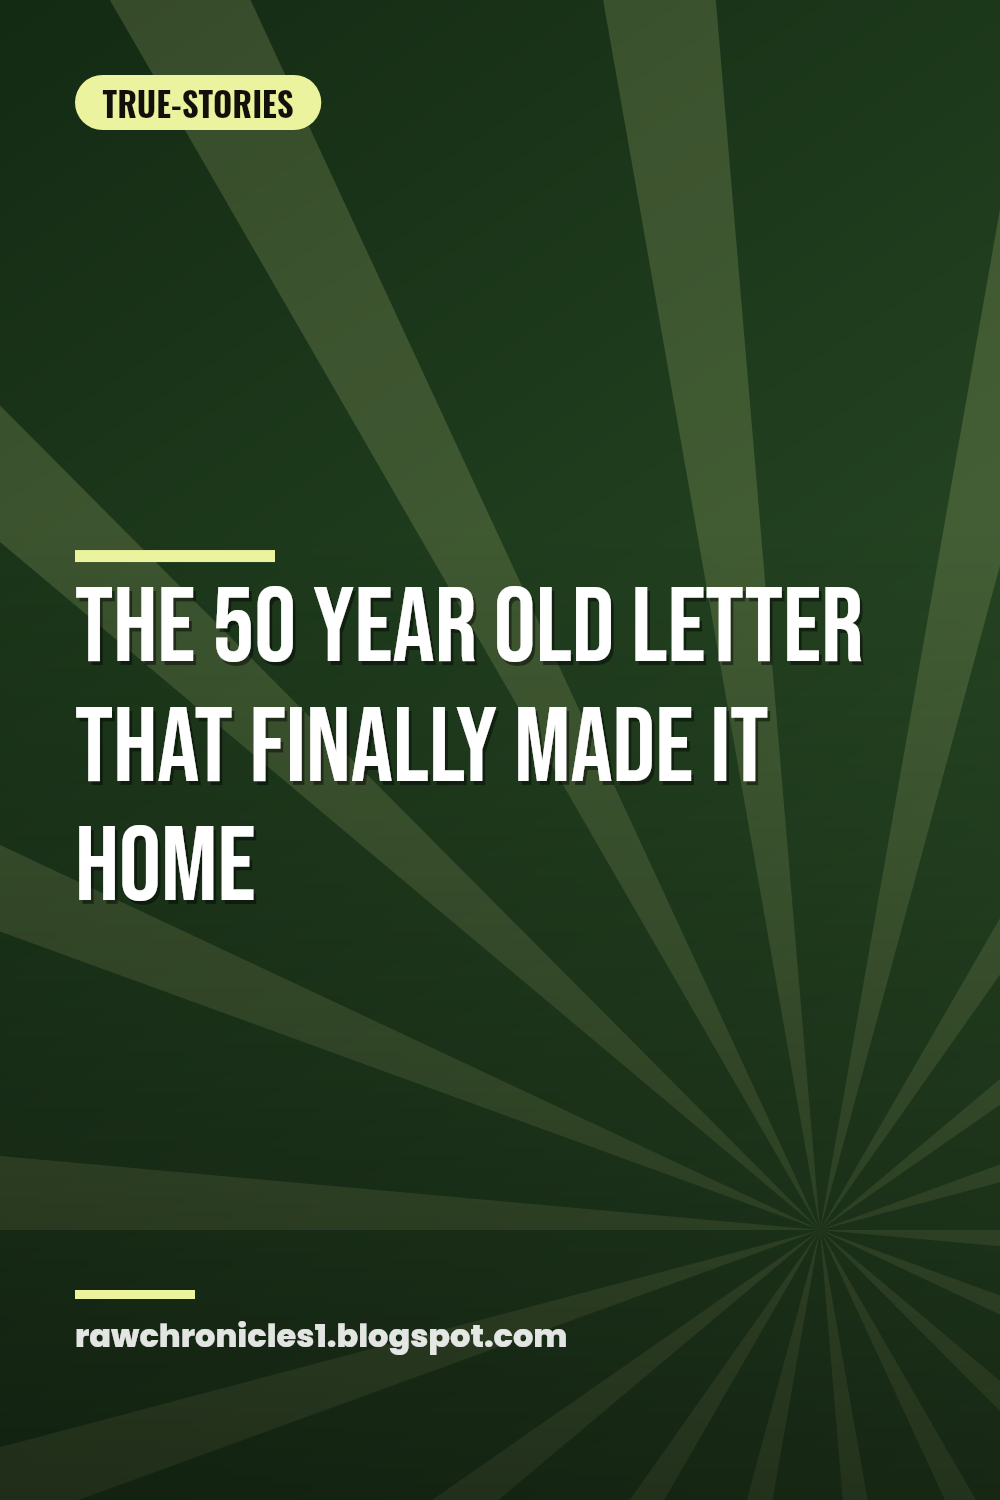 TRUE-STORIES
THE 50 YEAR OLD LETTER
THAT FINALLY MADE IT
HOME
rawchronicles1.blogspot.com